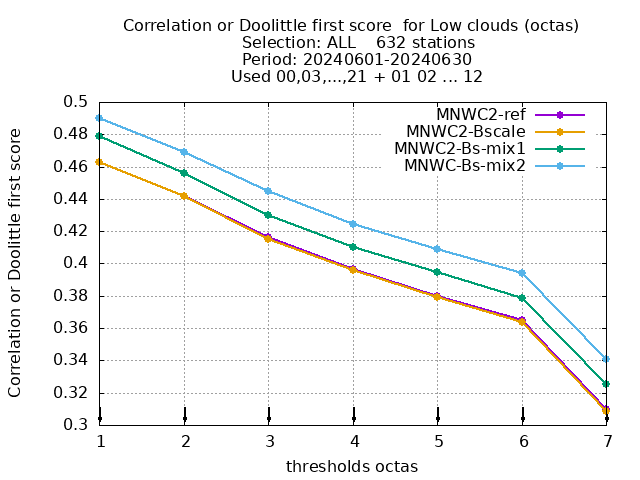 Correlation or Doolittle first score  for Low clouds (octas)
Selection: ALL    632 stations
Period: 20240601-20240630
Used 00,03,...,21 + 01 02 ... 12
MNWC2-ref
MNWC2-Bscale
MNWC2-Bs-mix1
MNWC-Bs-mix2
Correlation or Doolittle first score
0.5
0.48
0.46
0.44
0.42
0.4
0.38
0.36
0.34
0.32
0.3
1 2 3 4 5 6 7
thresholds octas